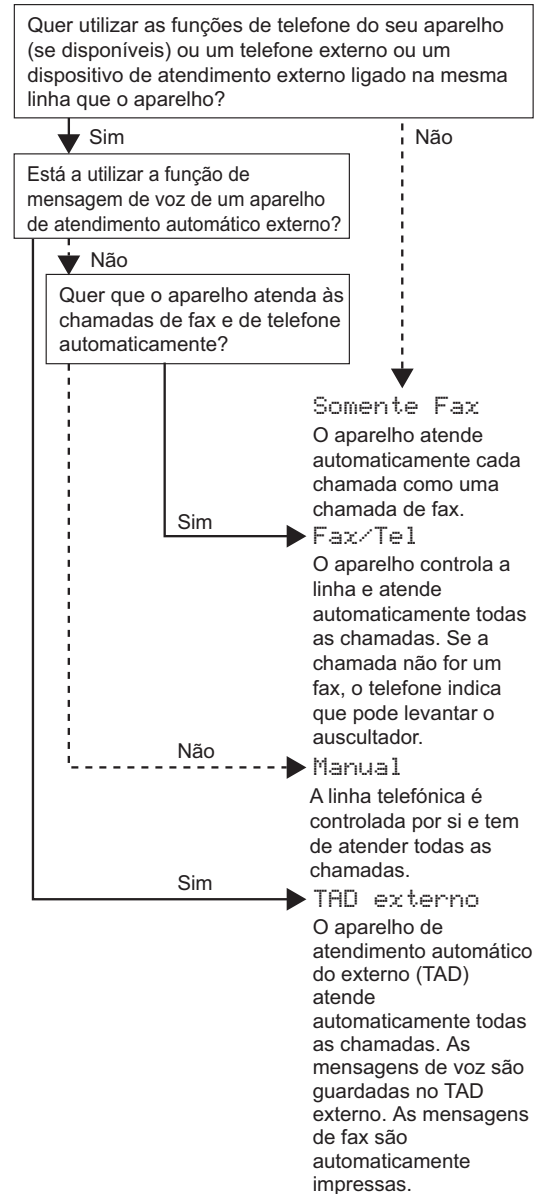 Quer utilizar as funções de telefone do seu aparelho
(se disponíveis) ou um telefone externo ou um
dispositivo de atendimento externo ligado na mesma
linha que o aparelho?
Sim
Não
Está a utilizar a função de
mensagem de voz de um aparelho
de atendimento automático externo?
Não
Quer que o aparelho atenda às
chamadas de fax e de telefone
automaticamente?
Somente Fax
O aparelho atende
automaticamente cada
chamada como uma
chamada de fax.
Sim
Fax/Tel
O aparelho controla a
linha e atende
automaticamente todas
as chamadas. Se a
chamada não for um
fax, o telefone indica
que pode levantar o
auscultador.
Não
Manual
A linha telefónica é
controlada por si e tem
de atender todas as
chamadas.
Sim
TAD externo
O aparelho de
atendimento automático
do externo (TAD)
atende
automaticamente todas
as chamadas. As
mensagens de voz são
guardadas no TAD
externo. As mensagens
de fax são
automaticamente
impressas.